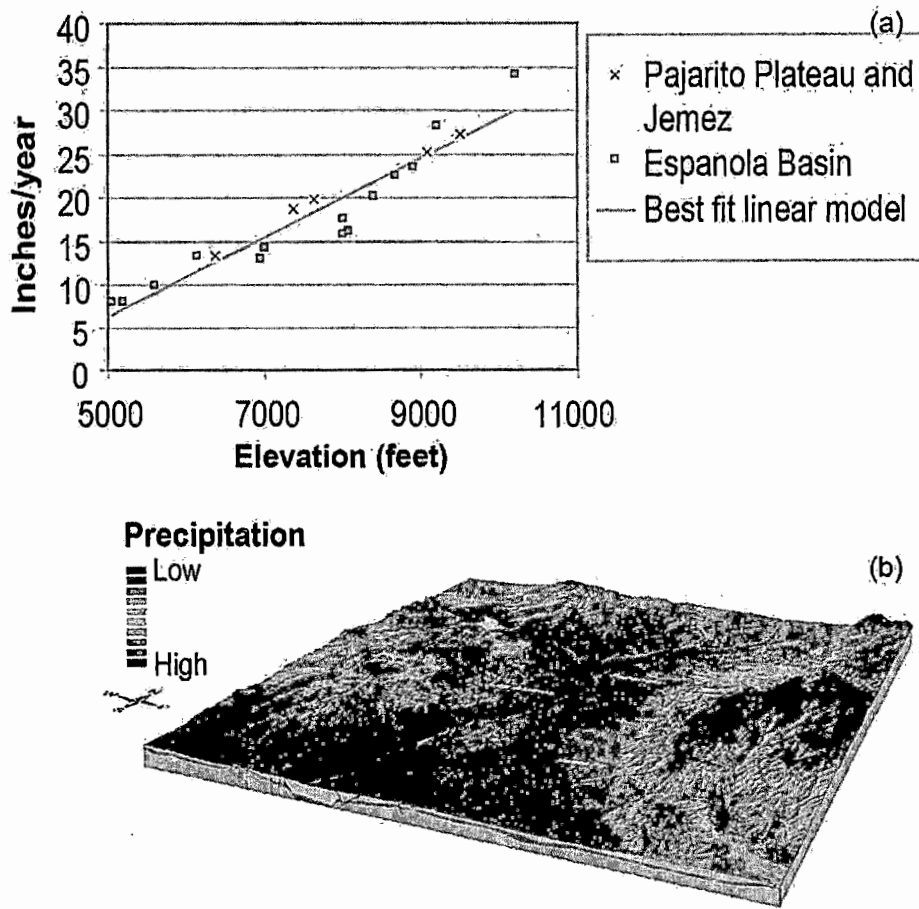 (a)
40
35
30
25
20
15
10
5
0
Inches/year
5000 7000 9000 11000
Elevation (feet)
Pajarito Plateau and
Jemez
Espanola Basin
Best fit linear model
Precipitation
Low
High
(b)